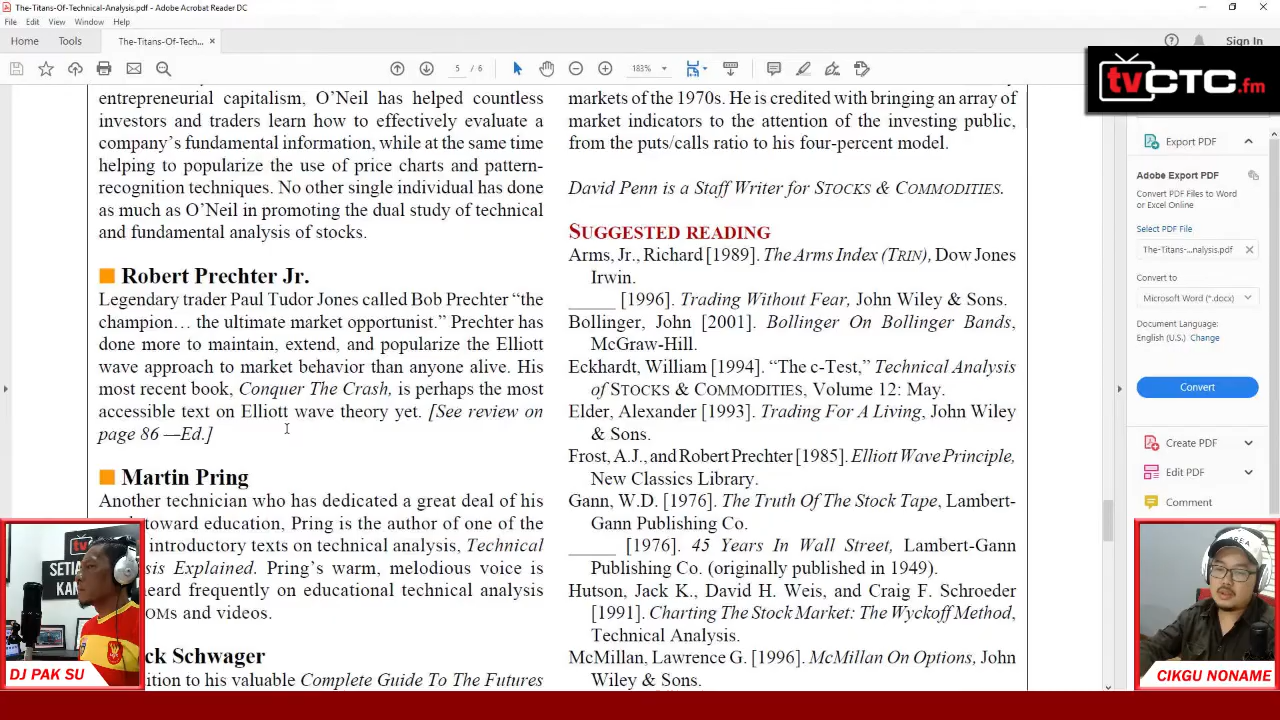 The-Titans-Of-Technical-Analysis.pdf - Adobe Acrobat Reader DC
File Edit View Window Help
Home Tools The-Titans-Of-Tech... × Sign In
5 / 6 183%
tvCTC.fm
entrepreneurial capitalism, O’Neil has helped countless
investors and traders learn how to effectively evaluate a
company’s fundamental information, while at the same time
helping to popularize the use of price charts and pattern-
recognition techniques. No other single individual has done
as much as O’Neil in promoting the dual study of technical
and fundamental analysis of stocks.
Robert Prechter Jr.
Legendary trader Paul Tudor Jones called Bob Prechter “the
champion… the ultimate market opportunist.” Prechter has
done more to maintain, extend, and popularize the Elliott
wave approach to market behavior than anyone alive. His
most recent book, Conquer The Crash, is perhaps the most
accessible text on Elliott wave theory yet. [See review on
page 86 —Ed.]
Martin Pring
Another technician who has dedicated a great deal of his
toward education, Pring is the author of one of the
introductory texts on technical analysis, Technical
Explained. Pring’s warm, melodious voice is
heard frequently on educational technical analysis
OMs and videos.
ck Schwager
ition to his valuable Complete Guide To The Futures
markets of the 1970s. He is credited with bringing an array of
market indicators to the attention of the investing public,
from the puts/calls ratio to his four-percent model.
David Penn is a Staff Writer for STOCKS & COMMODITIES.
SUGGESTED READING
Arms, Jr., Richard [1989]. The Arms Index (TRIN), Dow Jones
Irwin.
_____ [1996]. Trading Without Fear, John Wiley & Sons.
Bollinger, John [2001]. Bollinger On Bollinger Bands,
McGraw-Hill.
Eckhardt, William [1994]. “The c-Test,” Technical Analysis
of STOCKS & COMMODITIES, Volume 12: May.
Elder, Alexander [1993]. Trading For A Living, John Wiley
& Sons.
Frost, A.J., and Robert Prechter [1985]. Elliott Wave Principle,
New Classics Library.
Gann, W.D. [1976]. The Truth Of The Stock Tape, Lambert-
Gann Publishing Co.
_____ [1976]. 45 Years In Wall Street, Lambert-Gann
Publishing Co. (originally published in 1949).
Hutson, Jack K., David H. Weis, and Craig F. Schroeder
[1991]. Charting The Stock Market: The Wyckoff Method,
Technical Analysis.
McMillan, Lawrence G. [1996]. McMillan On Options, John
Wiley & Sons.
Export PDF
Adobe Export PDF
Convert PDF Files to Word
or Excel Online
Select PDF File
The-Titans-...nalysis.pdf ×
Convert to
Microsoft Word (*.docx)
Document Language:
English (U.S.) Change
Convert
Create PDF
Edit PDF
Comment
tv
SETIA
KAN
DJ PAK SU
AREA
CIKGU NONAME